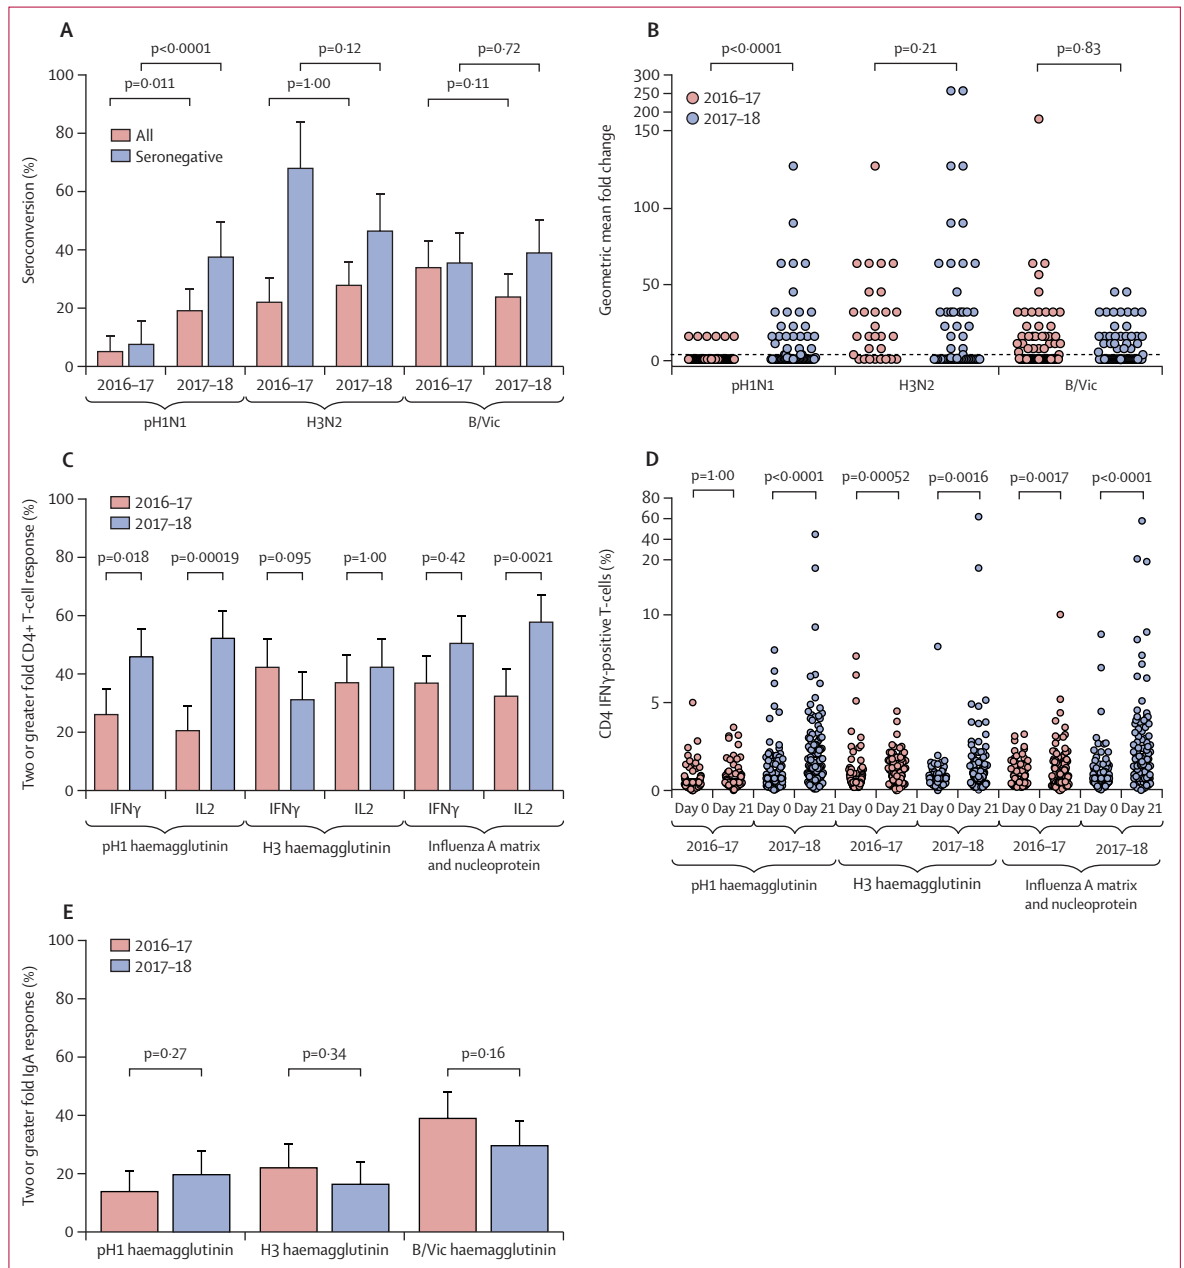 A
p<0·0001
p=0·12
p=0·72
p=0·011
p=1·00
p=0·11
Seroconversion (%)
100
80
60
40
20
0
All
Seronegative
2016–17
2017–18
2016–17
2017–18
2016–17
2017–18
pH1N1
H3N2
B/Vic
B
p<0·0001
p=0·21
p=0·83
Geometric mean fold change
300
250
200
150
100
50
0
2016–17
2017–18
pH1N1
H3N2
B/Vic
C
Two or greater fold CD4+ T-cell response (%)
100
80
60
40
20
0
2016–17
2017–18
p=0·018
p=0·00019
p=0·095
p=1·00
p=0·42
p=0·0021
IFNγ
IL2
IFNγ
IL2
IFNγ
IL2
pH1 haemagglutinin
H3 haemagglutinin
Influenza A matrix
and nucleoprotein
D
p=1·00
p<0·0001
p=0·00052
p=0·0016
p=0·0017
p<0·0001
CD4 IFNγ-positive T-cells (%)
80
60
40
20
10
5
0
Day 0
Day 21
Day 0
Day 21
Day 0
Day 21
Day 0
Day 21
Day 0
Day 21
Day 0
Day 21
2016–17
2017–18
2016–17
2017–18
2016–17
2017–18
pH1 haemagglutinin
H3 haemagglutinin
Influenza A matrix
and nucleoprotein
E
Two or greater fold IgA response (%)
100
80
60
40
20
0
2016–17
2017–18
p=0·27
p=0·34
p=0·16
pH1 haemagglutinin
H3 haemagglutinin
B/Vic haemagglutinin